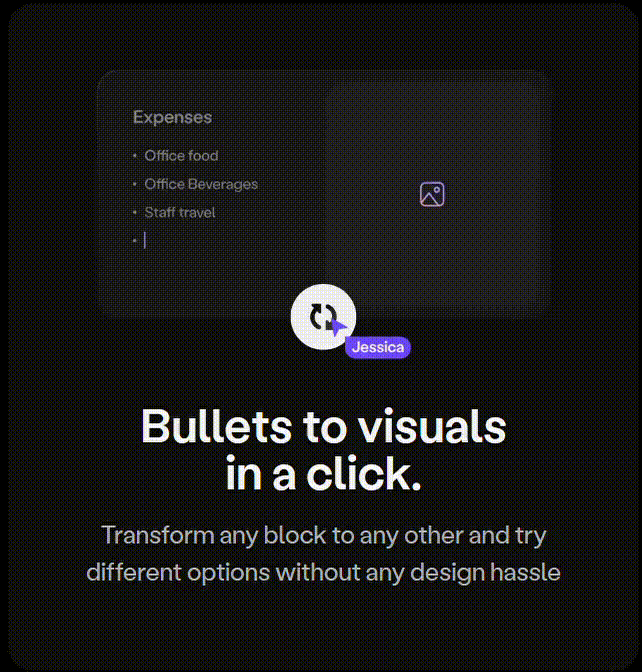 Expenses
• Office food
• Office Beverages
• Staff travel
•
Jessica
Bullets to visuals
in a click.
Transform any block to any other and try
different options without any design hassle